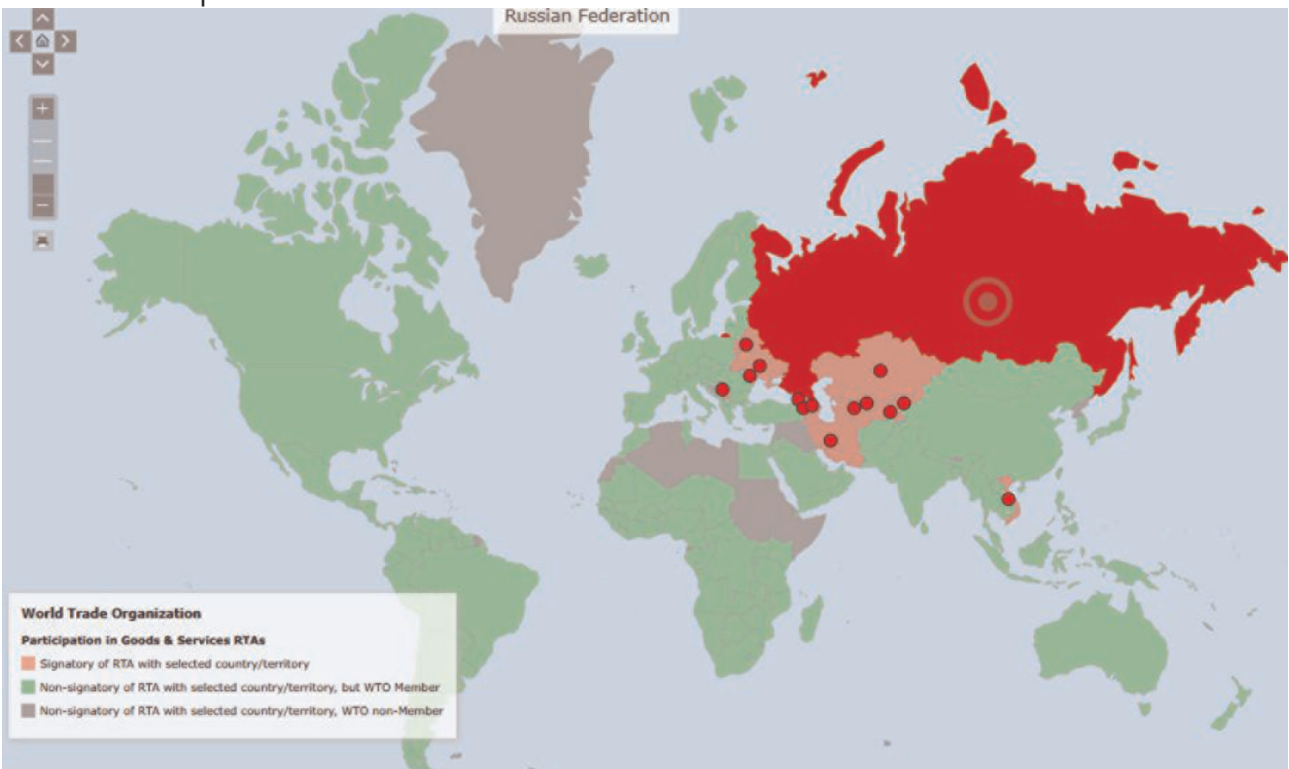 Russian Federation
World Trade Organization
Participation in Goods & Services RTAs
Signatory of RTA with selected country/territory
Non-signatory of RTA with selected country/territory, but WTO Member
Non-signatory of RTA with selected country/territory, WTO non-Member